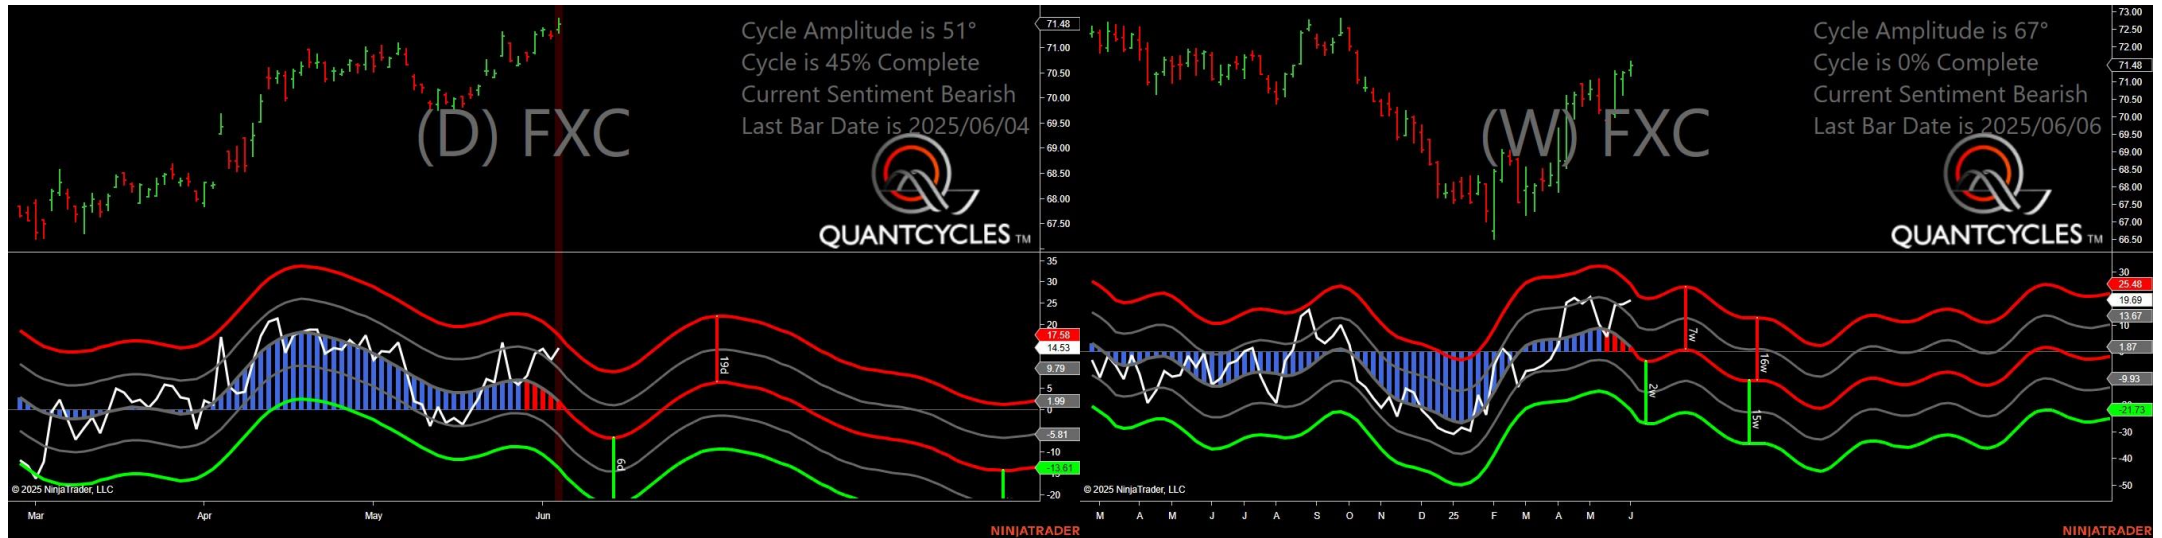 Cycle Amplitude is 51°
Cycle is 45% Complete
Current Sentiment Bearish
Last Bar Date is 2025/06/04
(D) FXC
QUANTCYCLES TM
71.48
71.00
70.50
70.00
69.50
69.00
68.50
68.00
67.50
35
30
25
20
17.58
14.53
9.79
5
1.99
0
-5.81
-10
-13.61
-15
-20
19d
6d
© 2025 NinjaTrader, LLC
Mar
Apr
May
Jun
NINJATRADER
Cycle Amplitude is 67°
Cycle is 0% Complete
Current Sentiment Bearish
Last Bar Date is 2025/06/06
(W) FXC
QUANTCYCLES TM
73.00
72.50
72.00
71.48
71.00
70.50
70.00
69.50
69.00
68.50
68.00
67.50
67.00
66.50
30
25.48
19.69
13.67
10
1.87
-9.93
-21.73
-30
-40
-50
7w
16w
2w
15w
© 2025 NinjaTrader, LLC
M A M J J A S O N D 25 F M A M J
NINJATRADER